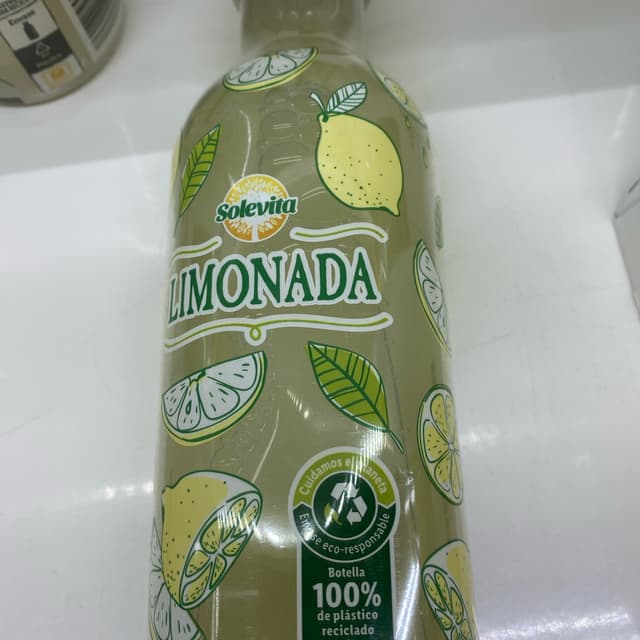 Solevita
LIMONADA
Cuidamos el planeta
Envase eco-responsable
Botella
100%
de plástico
reciclado